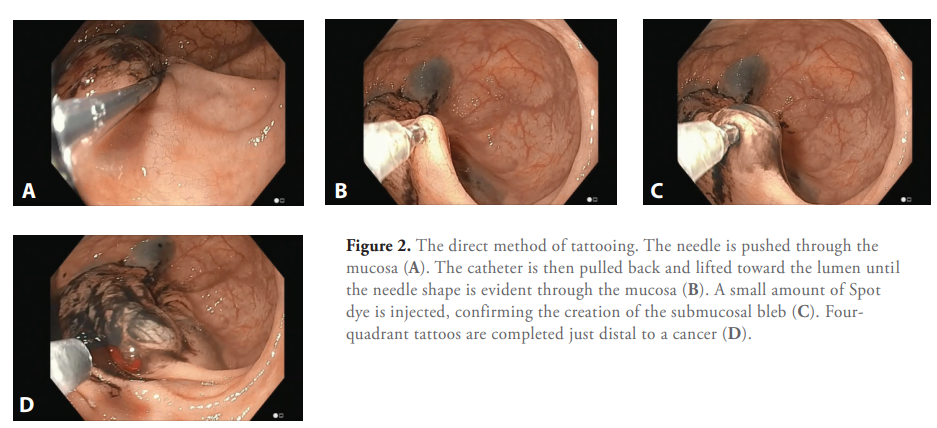 A
B
C
Figure 2. The direct method of tattooing. The needle is pushed through the
mucosa (A). The catheter is then pulled back and lifted toward the lumen until
the needle shape is evident through the mucosa (B). A small amount of Spot
dye is injected, confirming the creation of the submucosal bleb (C). Four-
quadrant tattoos are completed just distal to a cancer (D).
D